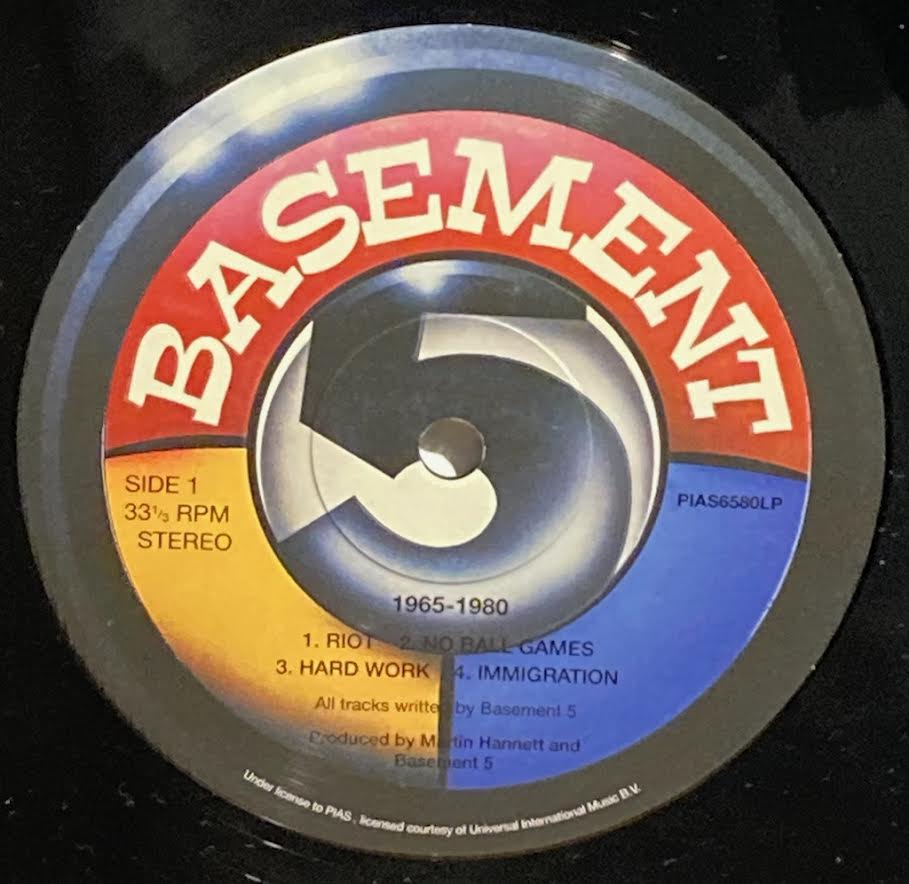 BASEMENT
5
SIDE 1
33⅓ RPM
STEREO
PIAS6580LP
1965-1980
1. RIOT 2. NO BALL GAMES
3. HARD WORK 4. IMMIGRATION
All tracks written by Basement 5
Produced by Martin Hannett and
Basement 5
Under license to PIAS , licensed courtesy of Universal International Music B.V.